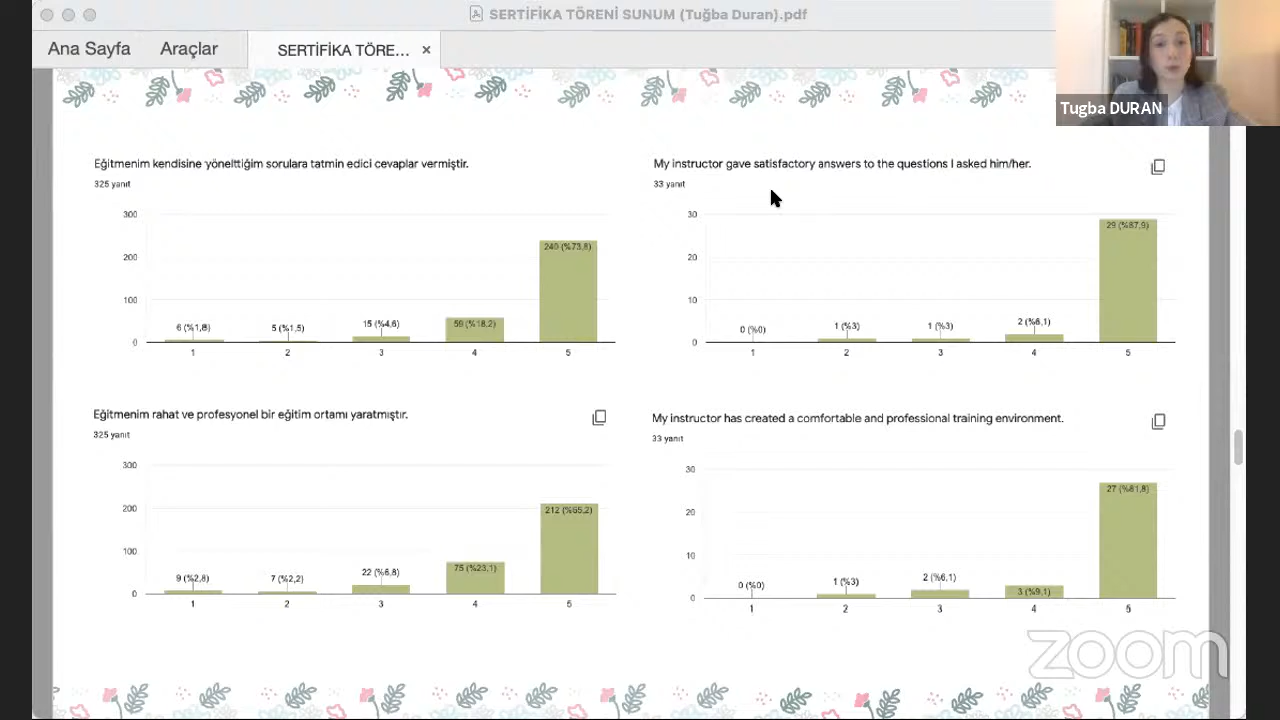 SERTİFİKA TÖRENİ SUNUM (Tuğba Duran).pdf
Ana Sayfa
Araçlar
SERTİFİKA TÖRE... ×
Tugba DURAN
Eğitmenim kendisine yönelttiğim sorulara tatmin edici cevaplar vermiştir.
325 yanıt
300
200
100
0
6 (%1,8)
5 (%1,5)
15 (%4,6)
59 (%18,2)
240 (%73,8)
1 2 3 4 5
My instructor gave satisfactory answers to the questions I asked him/her.
33 yanıt
30
20
10
0
0 (%0)
1 (%3)
1 (%3)
2 (%6,1)
29 (%87,9)
1 2 3 4 5
Eğitmenim rahat ve profesyonel bir eğitim ortamı yaratmıştır.
325 yanıt
300
200
100
0
9 (%2,8)
7 (%2,2)
22 (%6,8)
75 (%23,1)
212 (%65,2)
1 2 3 4 5
My instructor has created a comfortable and professional training environment.
33 yanıt
30
20
10
0
0 (%0)
1 (%3)
2 (%6,1)
3 (%9,1)
27 (%81,8)
1 2 3 4 5
zoom